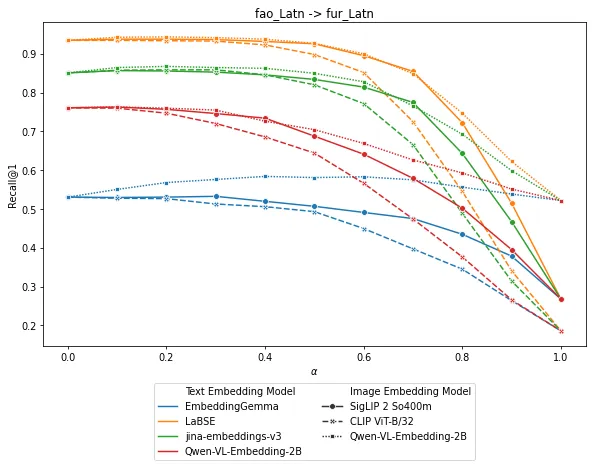 fao_Latn -> fur_Latn
Recall@1
0.9
0.8
0.7
0.6
0.5
0.4
0.3
0.2
0.0 0.2 0.4 0.6 0.8 1.0
α
Text Embedding Model
EmbeddingGemma
LaBSE
jina-embeddings-v3
Qwen-VL-Embedding-2B
Image Embedding Model
SigLIP 2 So400m
CLIP ViT-B/32
Qwen-VL-Embedding-2B